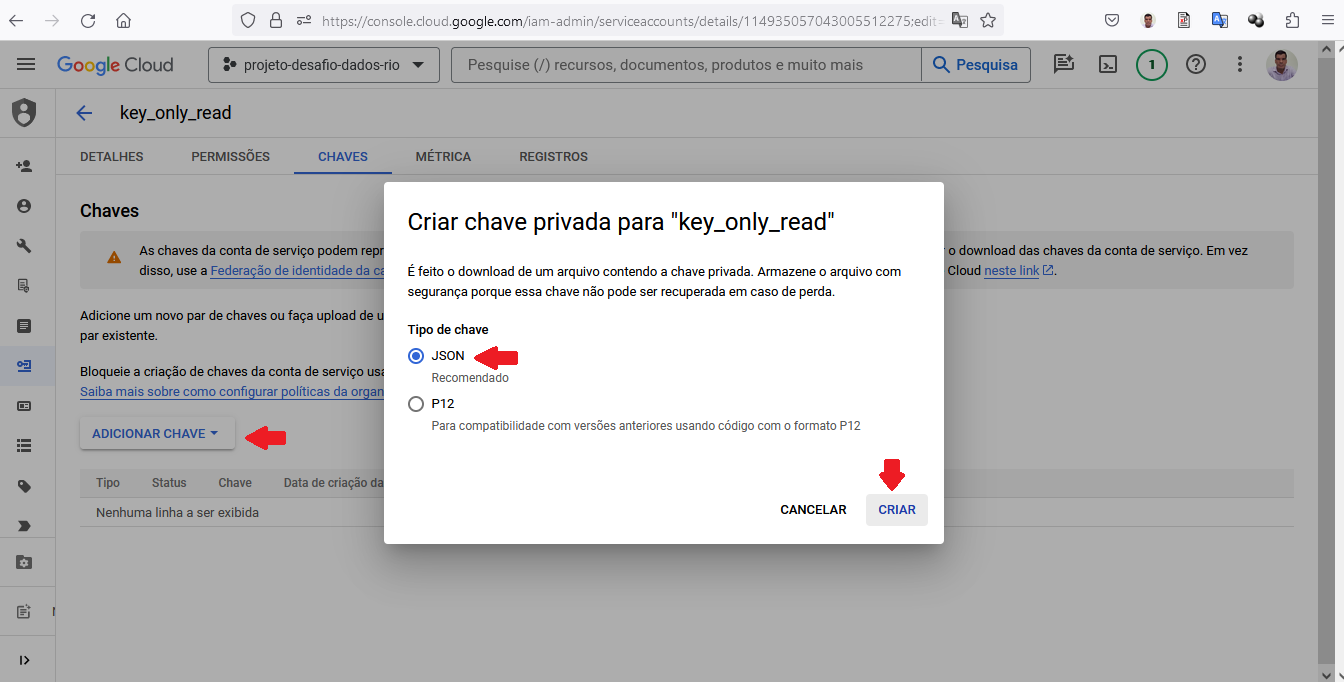 https://console.cloud.google.com/iam-admin/serviceaccounts/details/114935057043005512275;edit=
Google Cloud
projeto-desafio-dados-rio
Pesquise (/) recursos, documentos, produtos e muito mais
Pesquisa
1
key_only_read
DETALHES PERMISSÕES CHAVES MÉTRICA REGISTROS
Chaves
As chaves da conta de serviço podem repr
o download das chaves da conta de serviço. Em vez
disso, use a Federação de identidade da ca
Cloud neste link.
Adicione um novo par de chaves ou faça upload de u
par existente.
Bloqueie a criação de chaves da conta de serviço usa
Saiba mais sobre como configurar políticas da organ
ADICIONAR CHAVE
Tipo Status Chave Data de criação da
Nenhuma linha a ser exibida
Criar chave privada para "key_only_read"
É feito o download de um arquivo contendo a chave privada. Armazene o arquivo com
segurança porque essa chave não pode ser recuperada em caso de perda.
Tipo de chave
JSON
Recomendado
P12
Para compatibilidade com versões anteriores usando código com o formato P12
CANCELAR CRIAR